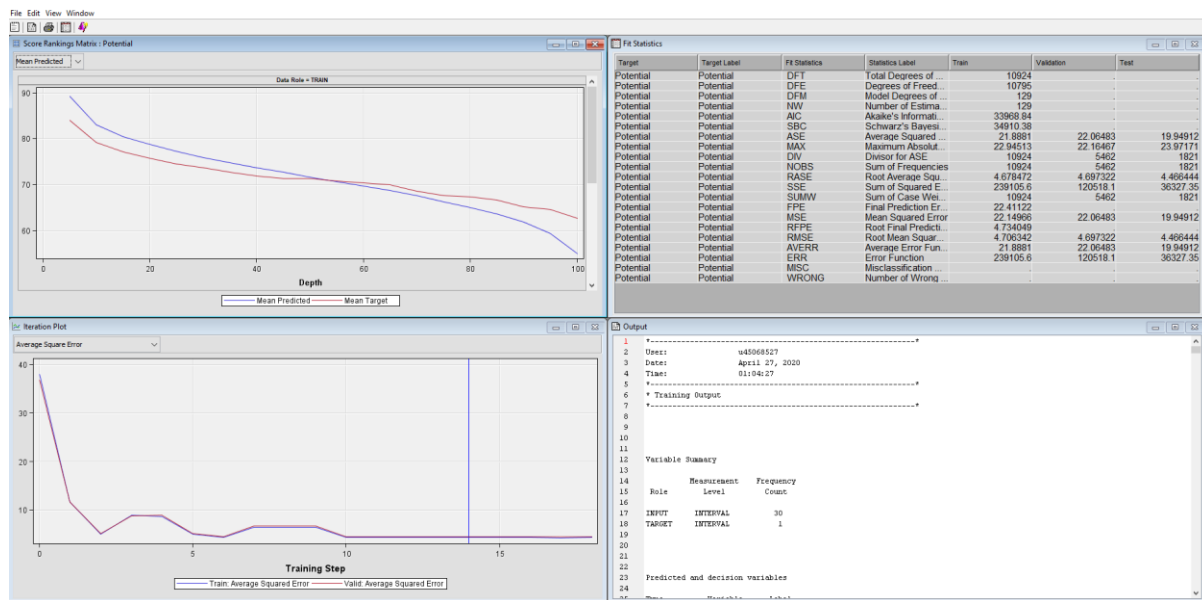 File Edit View Window
Score Rankings Matrix : Potential
Mean Predicted
Data Role = TRAIN
90
80
70
60
0 20 40 60 80 100
Depth
Mean Predicted Mean Target
Fit Statistics
Target Target Label Fit Statistics Statistics Label Train Validation Test
Potential Potential DFT Total Degrees of ... 10924 . .
Potential Potential DFE Degrees of Freed... 10795 . .
Potential Potential DFM Model Degrees of ... 129 . .
Potential Potential NW Number of Estima... 129 . .
Potential Potential AIC Akaike's Informati... 33968.84 . .
Potential Potential SBC Schwarz's Bayesi... 34910.38 . .
Potential Potential ASE Average Squared ... 21.8881 22.06483 19.94912
Potential Potential MAX Maximum Absolut... 22.94513 22.16467 23.97171
Potential Potential DIV Divisor for ASE 10924 5462 1821
Potential Potential NOBS Sum of Frequencies 10924 5462 1821
Potential Potential RASE Root Average Squ... 4.678472 4.697322 4.466444
Potential Potential SSE Sum of Squared E... 239105.6 120518.1 36327.35
Potential Potential SUMW Sum of Case Wei... 10924 5462 1821
Potential Potential FPE Final Prediction Er... 22.41122 . .
Potential Potential MSE Mean Squared Error 22.14966 22.06483 19.94912
Potential Potential RFPE Root Final Predicti... 4.734049 . .
Potential Potential RMSE Root Mean Squar... 4.706342 4.697322 4.466444
Potential Potential AVERR Average Error Fun... 21.8881 22.06483 19.94912
Potential Potential ERR Error Function 239105.6 120518.1 36327.35
Potential Potential MISC Misclassification ... . . .
Potential Potential WRONG Number of Wrong ... . . .
Iteration Plot
Average Square Error
40
30
20
10
0 5 10 15
Training Step
Train: Average Squared Error Valid: Average Squared Error
Output
1 *------------------------------------------------------------*
2 User: u45068527
3 Date: April 27, 2020
4 Time: 01:04:27
5 *------------------------------------------------------------*
6 * Training Output
7 *------------------------------------------------------------*
8
9
10
11
12 Variable Summary
13
14 Measurement Frequency
15 Role Level Count
16
17 INPUT INTERVAL 30
18 TARGET INTERVAL 1
19
20
21
22
23 Predicted and decision variables
24